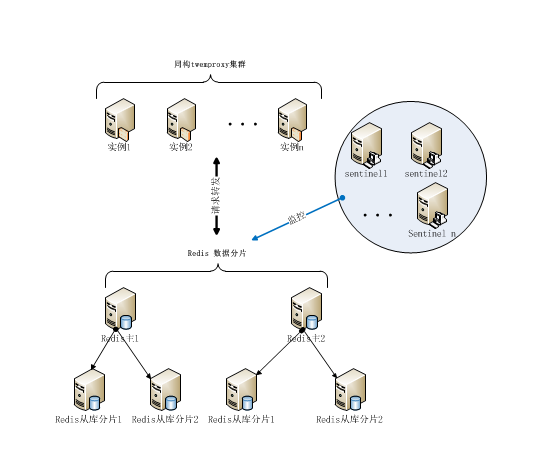 同构twemproxy集群
实例1
实例2
实例n
sentinel1
sentinel2
Sentinel n
请求转发
监控
Redis 数据分片
Redis主1
Redis主2
Redis从库分片1
Redis从库分片2
Redis从库分片1
Redis从库分片2